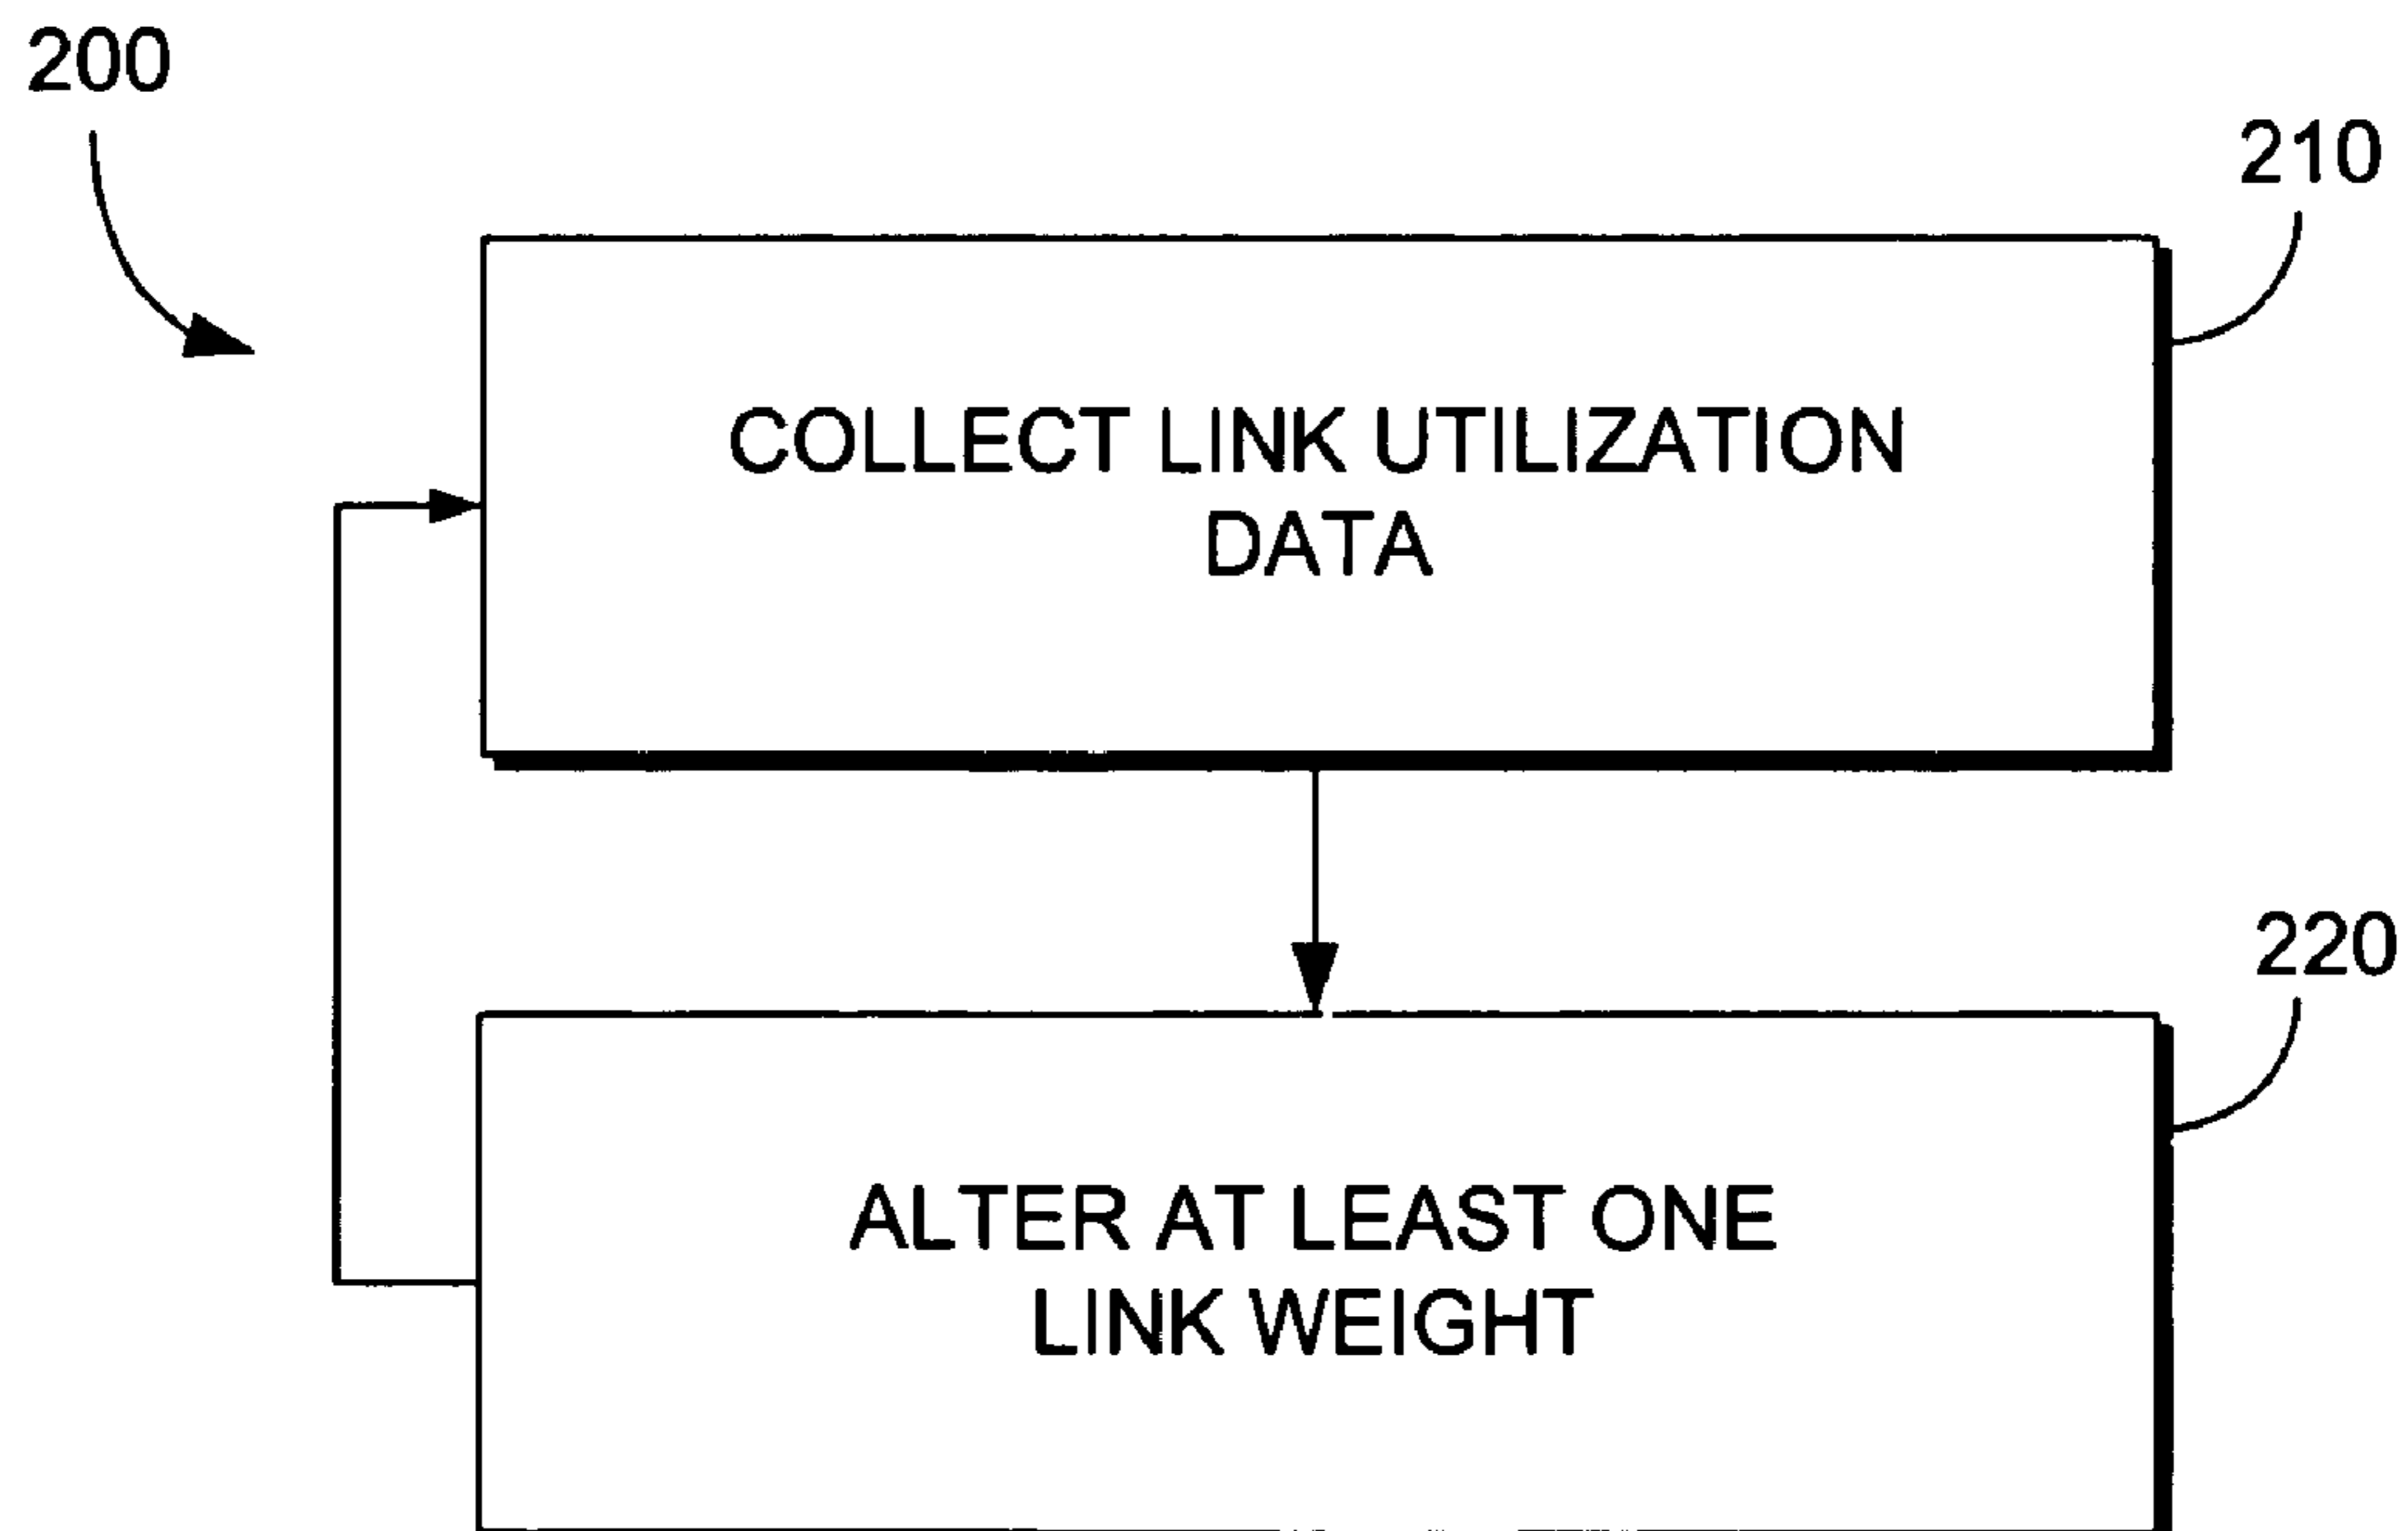 200
210
COLLECT LINK UTILIZATION
DATA
220
ALTER AT LEAST ONE
LINK WEIGHT